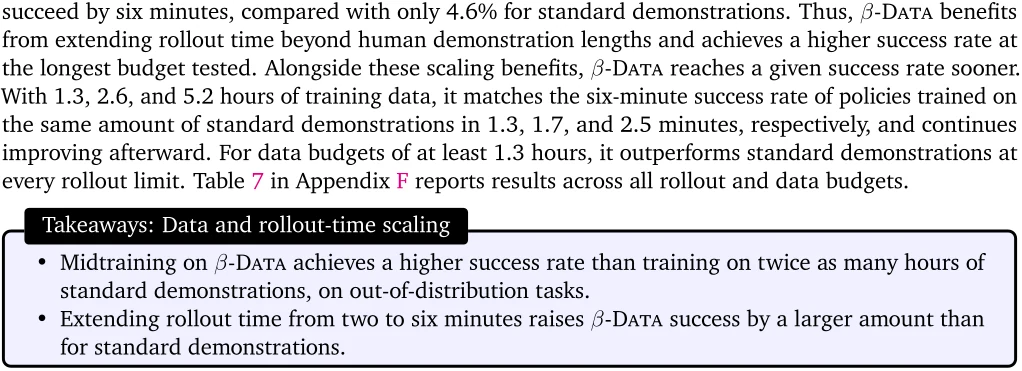 succeed by six minutes, compared with only 4.6% for standard demonstrations. Thus, β-Data benefits
from extending rollout time beyond human demonstration lengths and achieves a higher success rate at
the longest budget tested. Alongside these scaling benefits, β-Data reaches a given success rate sooner.
With 1.3, 2.6, and 5.2 hours of training data, it matches the six-minute success rate of policies trained on
the same amount of standard demonstrations in 1.3, 1.7, and 2.5 minutes, respectively, and continues
improving afterward. For data budgets of at least 1.3 hours, it outperforms standard demonstrations at
every rollout limit. Table 7 in Appendix F reports results across all rollout and data budgets.
Takeaways: Data and rollout-time scaling
• Midtraining on β-Data achieves a higher success rate than training on twice as many hours of
standard demonstrations, on out-of-distribution tasks.
• Extending rollout time from two to six minutes raises β-Data success by a larger amount than
for standard demonstrations.